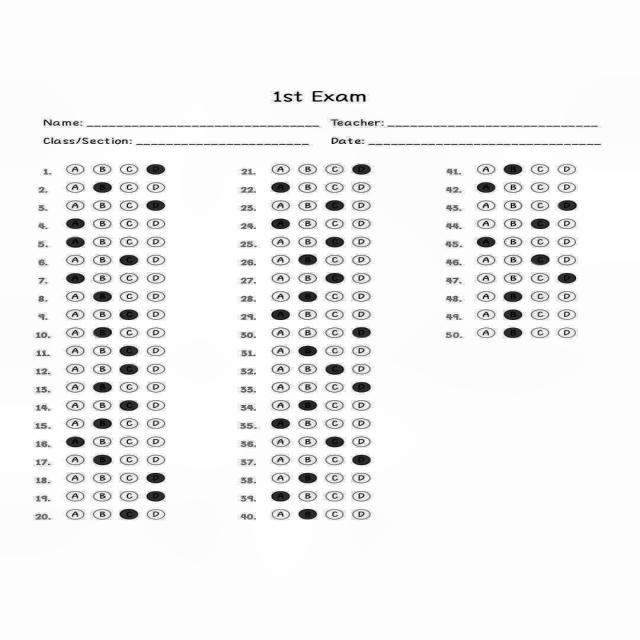 1st Exam
Name: ______________________________ Teacher: ___________________________
Class/Section: ______________________ Date: ______________________________
1. A B C D
2. A B C D
3. A B C D
4. A B C D
5. A B C D
6. A B C D
7. A B C D
8. A B C D
9. A B C D
10. A B C D
11. A B C D
12. A B C D
13. A B C D
14. A B C D
15. A B C D
16. A B C D
17. A B C D
18. A B C D
19. A B C D
20. A B C D
21. A B C D
22. A B C D
23. A B C D
24. A B C D
25. A B C D
26. A B C D
27. A B C D
28. A B C D
29. A B C D
30. A B C D
31. A B C D
32. A B C D
33. A B C D
34. A B C D
35. A B C D
36. A B C D
37. A B C D
38. A B C D
39. A B C D
40. A B C D
41. A B C D
42. A B C D
43. A B C D
44. A B C D
45. A B C D
46. A B C D
47. A B C D
48. A B C D
49. A B C D
50. A B C D